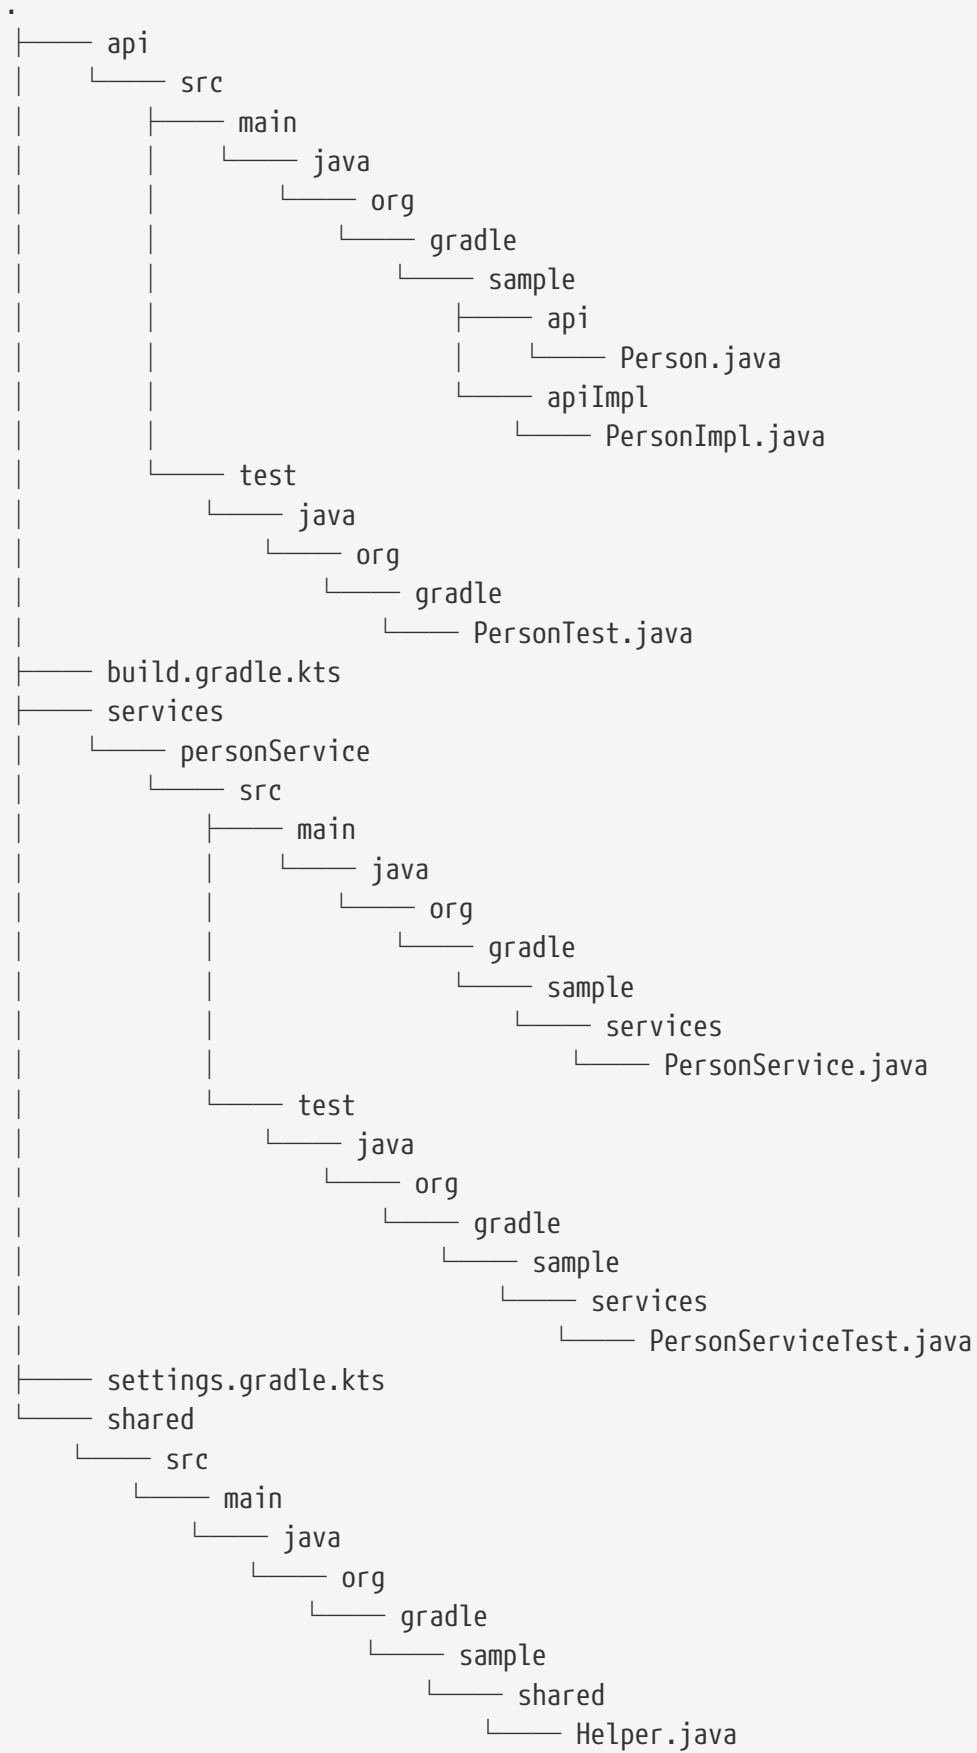 .
├── api
│   └── src
│       ├── main
│       │   └── java
│       │       └── org
│       │           └── gradle
│       │               └── sample
│       │                   ├── api
│       │                   │   └── Person.java
│       │                   └── apiImpl
│       │                       └── PersonImpl.java
│       └── test
│           └── java
│               └── org
│                   └── gradle
│                       └── PersonTest.java
├── build.gradle.kts
├── services
│   └── personService
│       └── src
│           ├── main
│           │   └── java
│           │       └── org
│           │           └── gradle
│           │               └── sample
│           │                   └── services
│           │                       └── PersonService.java
│           └── test
│               └── java
│                   └── org
│                       └── gradle
│                           └── sample
│                               └── services
│                                   └── PersonServiceTest.java
├── settings.gradle.kts
└── shared
    └── src
        └── main
            └── java
                └── org
                    └── gradle
                        └── sample
                            └── shared
                                └── Helper.java